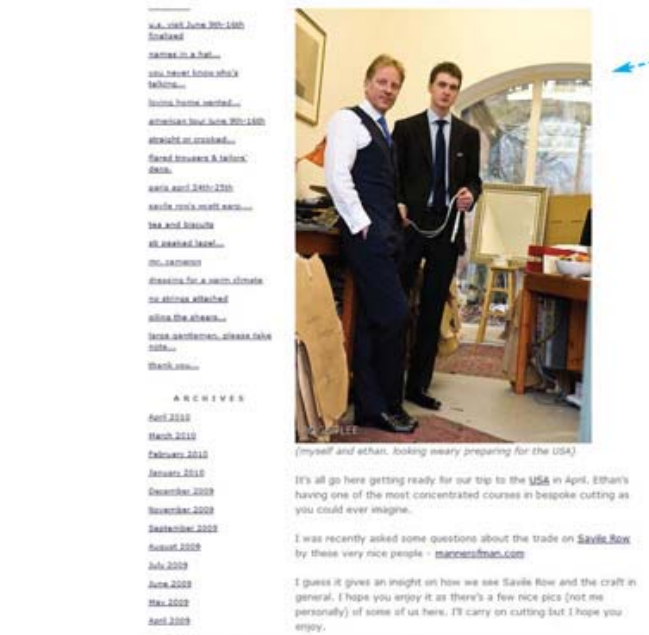 u.s. visit June 9th-16th
finalised
names in a hat...
you never know who's
talking...
loving home wanted...
american tour June 9th-16th
straight or crooked...
flared trousers & tailors'
dens.
paris april 24th-25th
savile row's wyatt earp....
tea and biscuits
sb peaked lapel...
mr. cameron
dressing for a warm climate
no strings attached
oiling the shears...
large gentlemen, please take
note...
thank you...
ARCHIVES
April 2010
March 2010
February 2010
January 2010
December 2009
November 2009
September 2009
August 2009
July 2009
June 2009
May 2009
April 2009
(myself and ethan, looking weary preparing for the USA)
It's all go here getting ready for our trip to the USA in April. Ethan's
having one of the most concentrated courses in bespoke cutting as
you could ever imagine.
I was recently asked some questions about the trade on Savile Row
by these very nice people - mannerofman.com
I guess it gives an insight on how we see Savile Row and the craft in
general. I hope you enjoy it as there's a few nice pics (not me
personally) of some of us here. I'll carry on cutting but I hope you
enjoy.